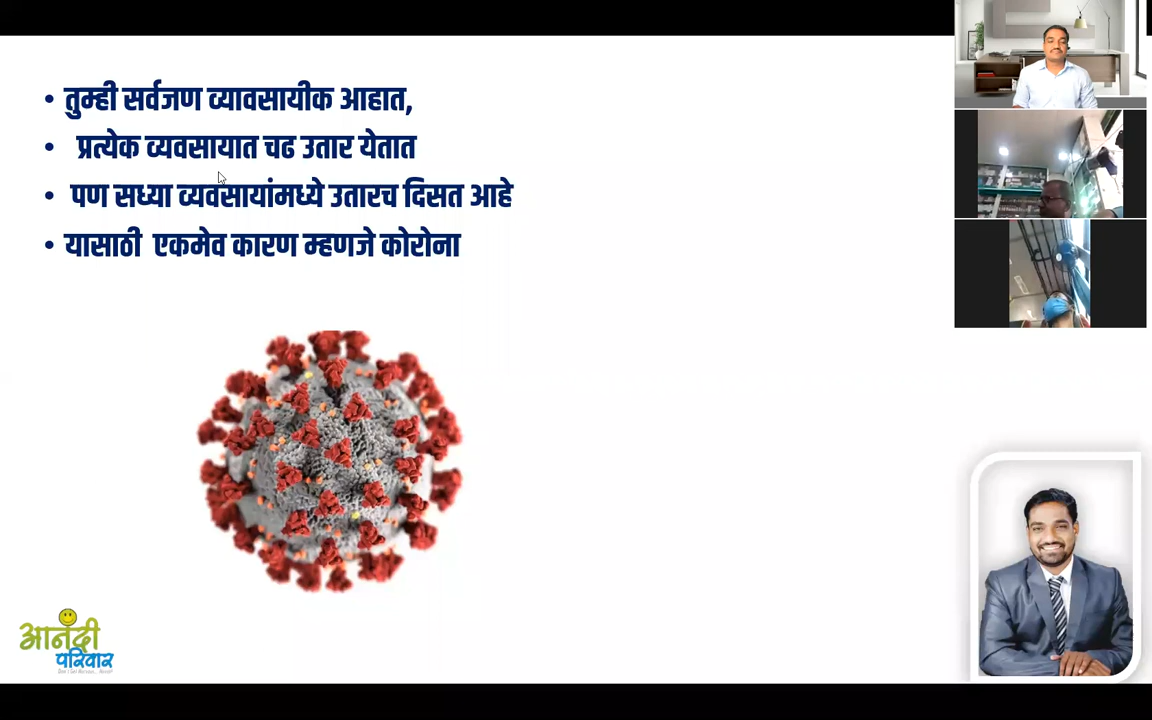 • तुम्ही सर्वजण व्यावसायीक आहात,
• प्रत्येक व्यवसायात चढ उतार येतात
• पण सध्या व्यवसायांमध्ये उतारच दिसत आहे
• यासाठी एकमेव कारण म्हणजे कोरोना
आनंदी
परिवार